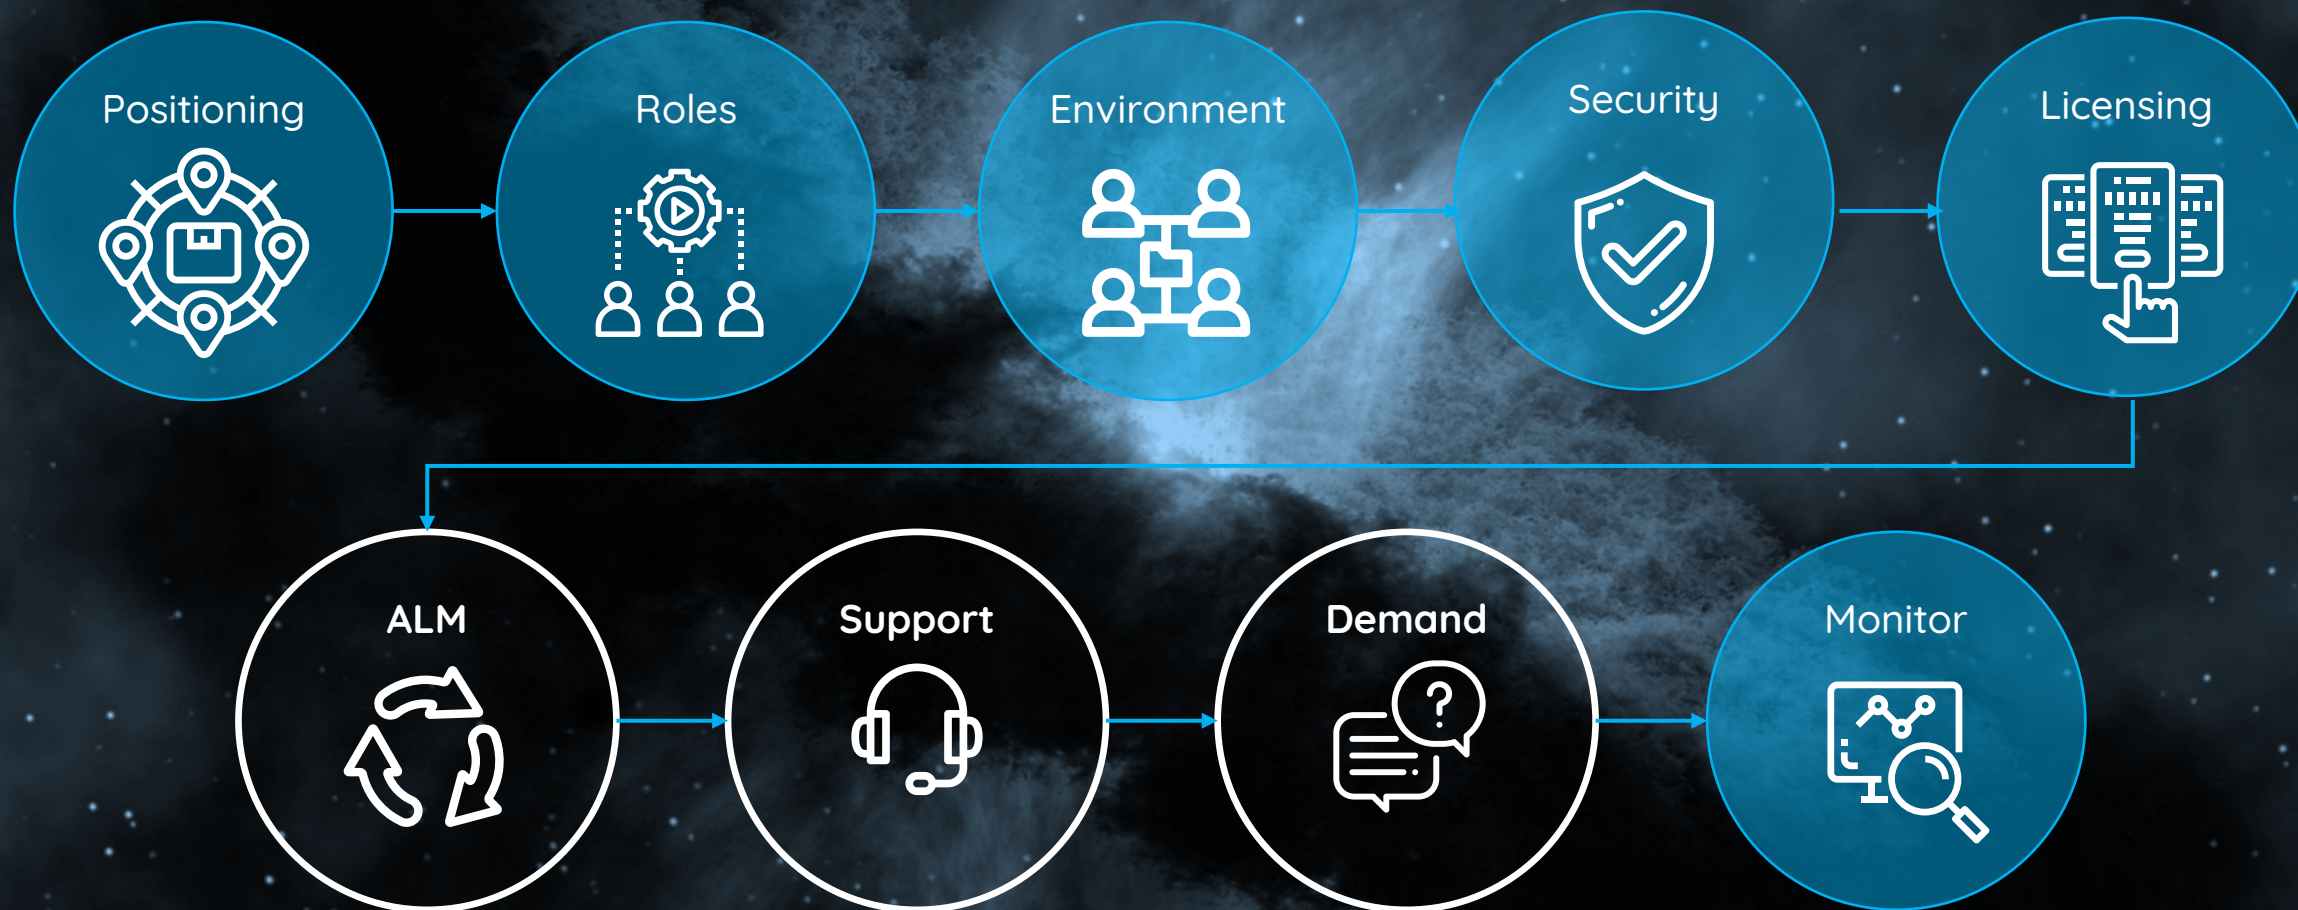 Positioning
Roles
Environment
Security
Licensing
ALM
Support
Demand
Monitor